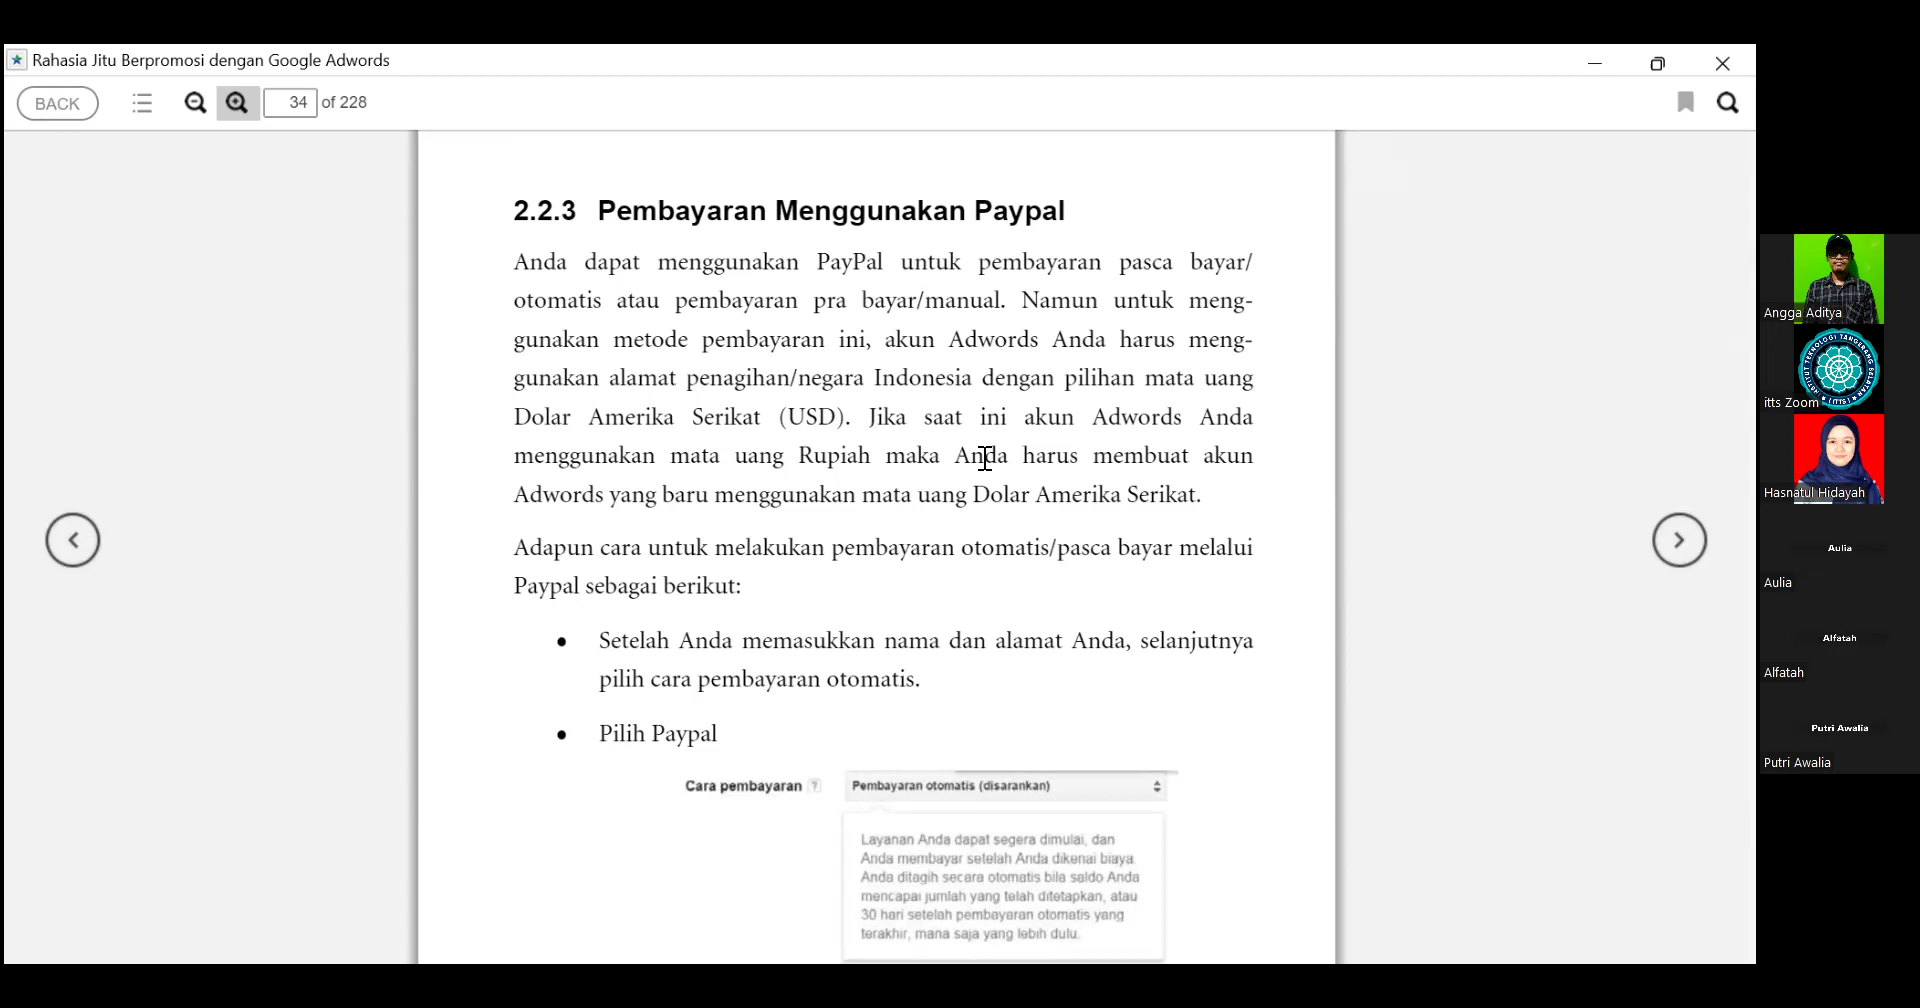 Rahasia Jitu Berpromosi dengan Google Adwords
BACK
34 of 228
2.2.3 Pembayaran Menggunakan Paypal
Anda dapat menggunakan PayPal untuk pembayaran pasca bayar/
otomatis atau pembayaran pra bayar/manual. Namun untuk meng-
gunakan metode pembayaran ini, akun Adwords Anda harus meng-
gunakan alamat penagihan/negara Indonesia dengan pilihan mata uang
Dolar Amerika Serikat (USD). Jika saat ini akun Adwords Anda
menggunakan mata uang Rupiah maka Anda harus membuat akun
Adwords yang baru menggunakan mata uang Dolar Amerika Serikat.
Adapun cara untuk melakukan pembayaran otomatis/pasca bayar melalui
Paypal sebagai berikut:
• Setelah Anda memasukkan nama dan alamat Anda, selanjutnya
pilih cara pembayaran otomatis.
• Pilih Paypal
Cara pembayaran ? Pembayaran otomatis (disarankan)
Layanan Anda dapat segera dimulai, dan
Anda membayar setelah Anda dikenai biaya.
Anda ditagih secara otomatis bila saldo Anda
mencapai jumlah yang telah ditetapkan, atau
30 hari setelah pembayaran otomatis yang
terakhir, mana saja yang lebih dulu.
Angga Aditya
INSTITUT TEKNOLOGI TANGERANG SELATAN
(ITTS)
itts Zoom
Hasnatul Hidayah
Aulia
Aulia
Alfatah
Alfatah
Putri Awalia
Putri Awalia